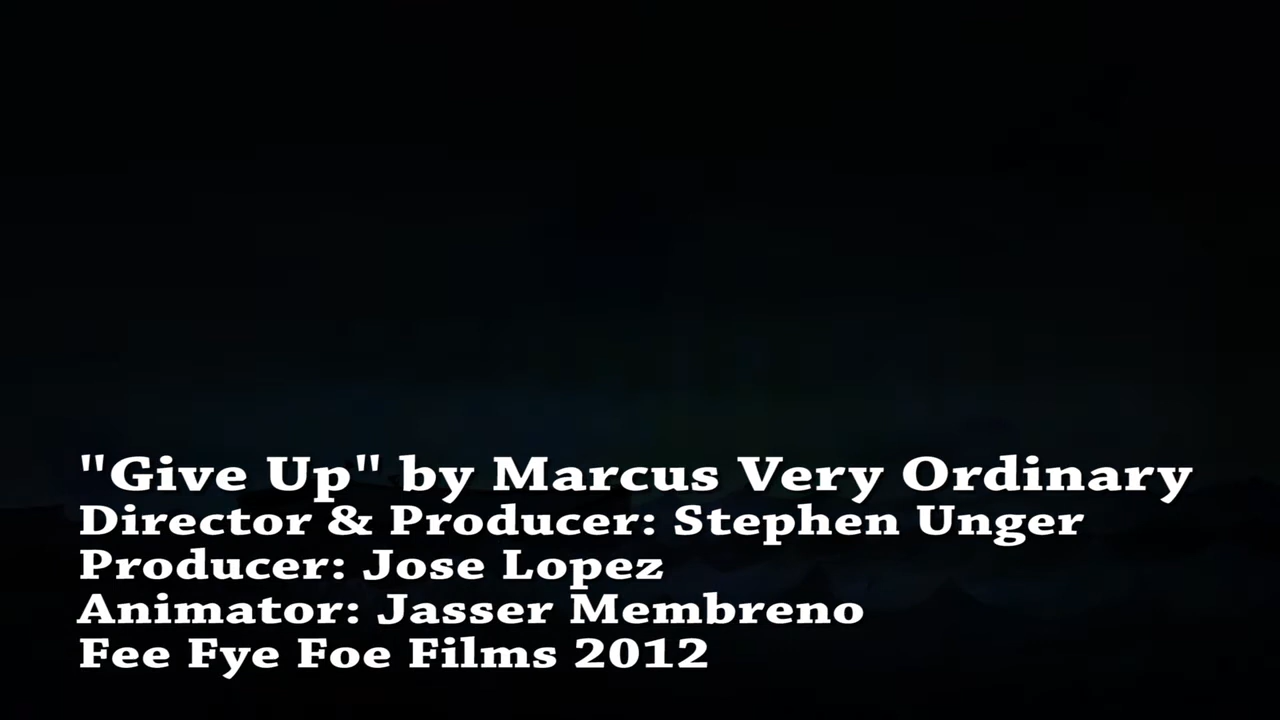 "Give Up" by Marcus Very Ordinary
Director & Producer: Stephen Unger
Producer: Jose Lopez
Animator: Jasser Membreno
Fee Fye Foe Films 2012